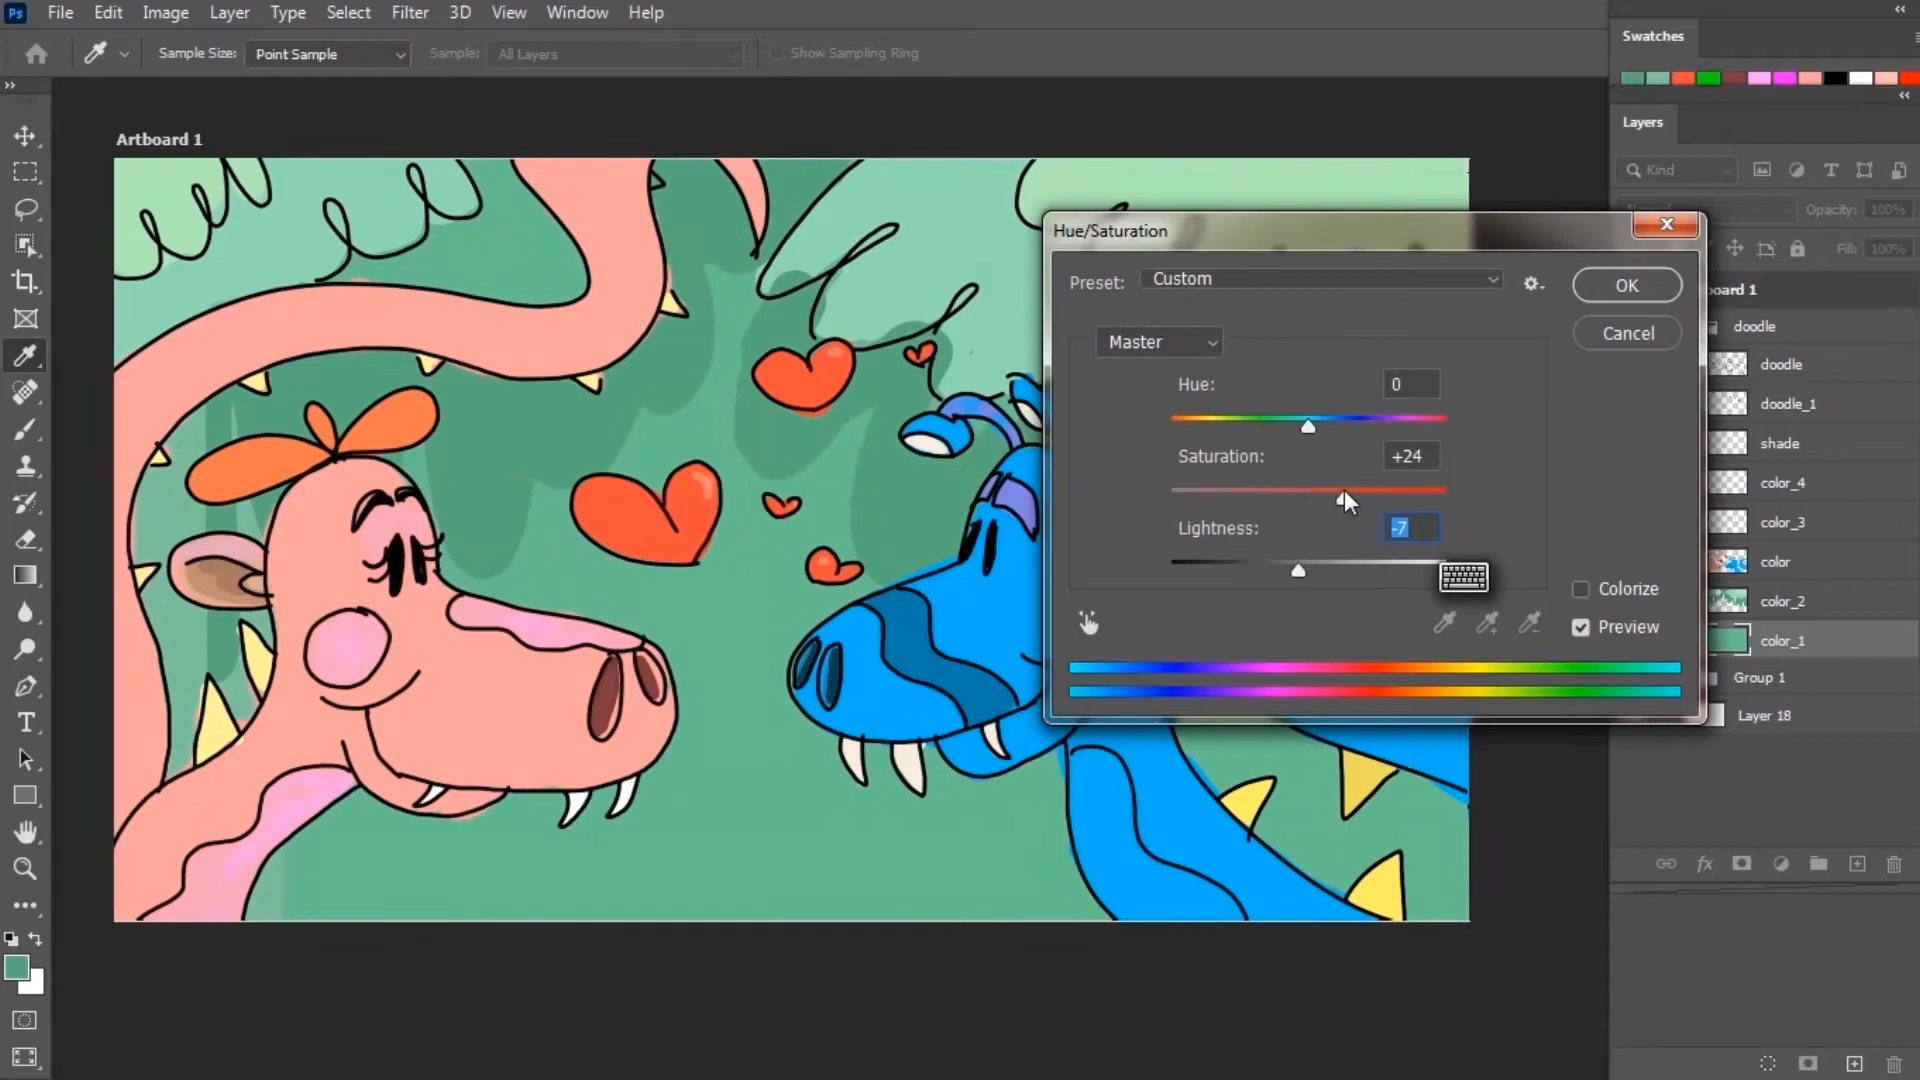 Ps File Edit Image Layer Type Select Filter 3D View Window Help
Sample Size: Point Sample Sample: All Layers Show Sampling Ring
Swatches
Artboard 1
Layers
Kind
Opacity: 100%
Fill: 100%
Hue/Saturation
Preset: Custom
OK
Cancel
Master
Hue: 0
Saturation: +24
Lightness: -7
Colorize
Preview
board 1
doodle
doodle
doodle_1
shade
color_4
color_3
color
color_2
color_1
Group 1
Layer 18
fx